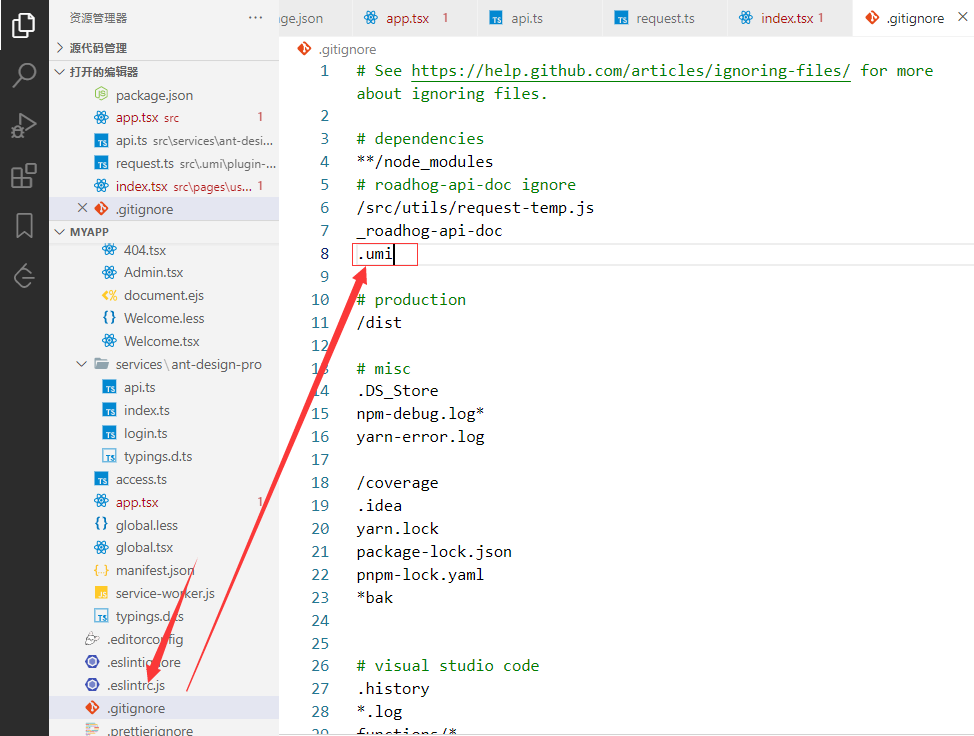 资源管理器 ···
源代码管理
打开的编辑器
package.json
app.tsx src 1
api.ts src\services\ant-desi...
request.ts src\.umi\plugin-...
index.tsx src\pages\us... 1
.gitignore
MYAPP
404.tsx
Admin.tsx
document.ejs
Welcome.less
Welcome.tsx
services\ant-design-pro
api.ts
index.ts
login.ts
typings.d.ts
access.ts
app.tsx 1
global.less
global.tsx
manifest.json
service-worker.js
typings.d.ts
.editorconfig
.eslintignore
.eslintrc.js
.gitignore
.prettierignore
ge.json app.tsx 1 api.ts request.ts index.tsx 1 .gitignore
.gitignore
1 # See https://help.github.com/articles/ignoring-files/ for more
about ignoring files.
2
3 # dependencies
4 **/node_modules
5 # roadhog-api-doc ignore
6 /src/utils/request-temp.js
7 _roadhog-api-doc
8 .umi
9
10 # production
11 /dist
12
13 # misc
14 .DS_Store
15 npm-debug.log*
16 yarn-error.log
17
18 /coverage
19 .idea
20 yarn.lock
21 package-lock.json
22 pnpm-lock.yaml
23 *bak
24
25
26 # visual studio code
27 .history
28 *.log
29 functions/*